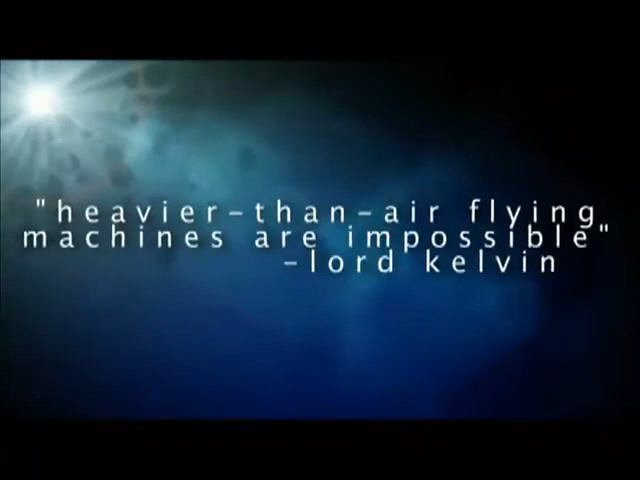 "heavier-than-air flying
machines are impossible"
-lord kelvin